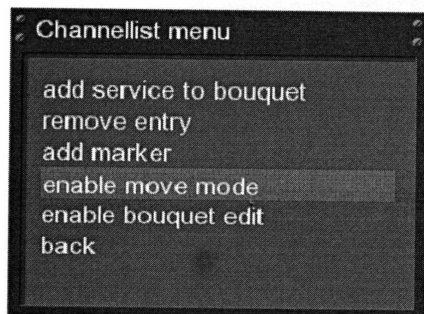 Channellist menu
add service to bouquet
remove entry
add marker
enable move mode
enable bouquet edit
back